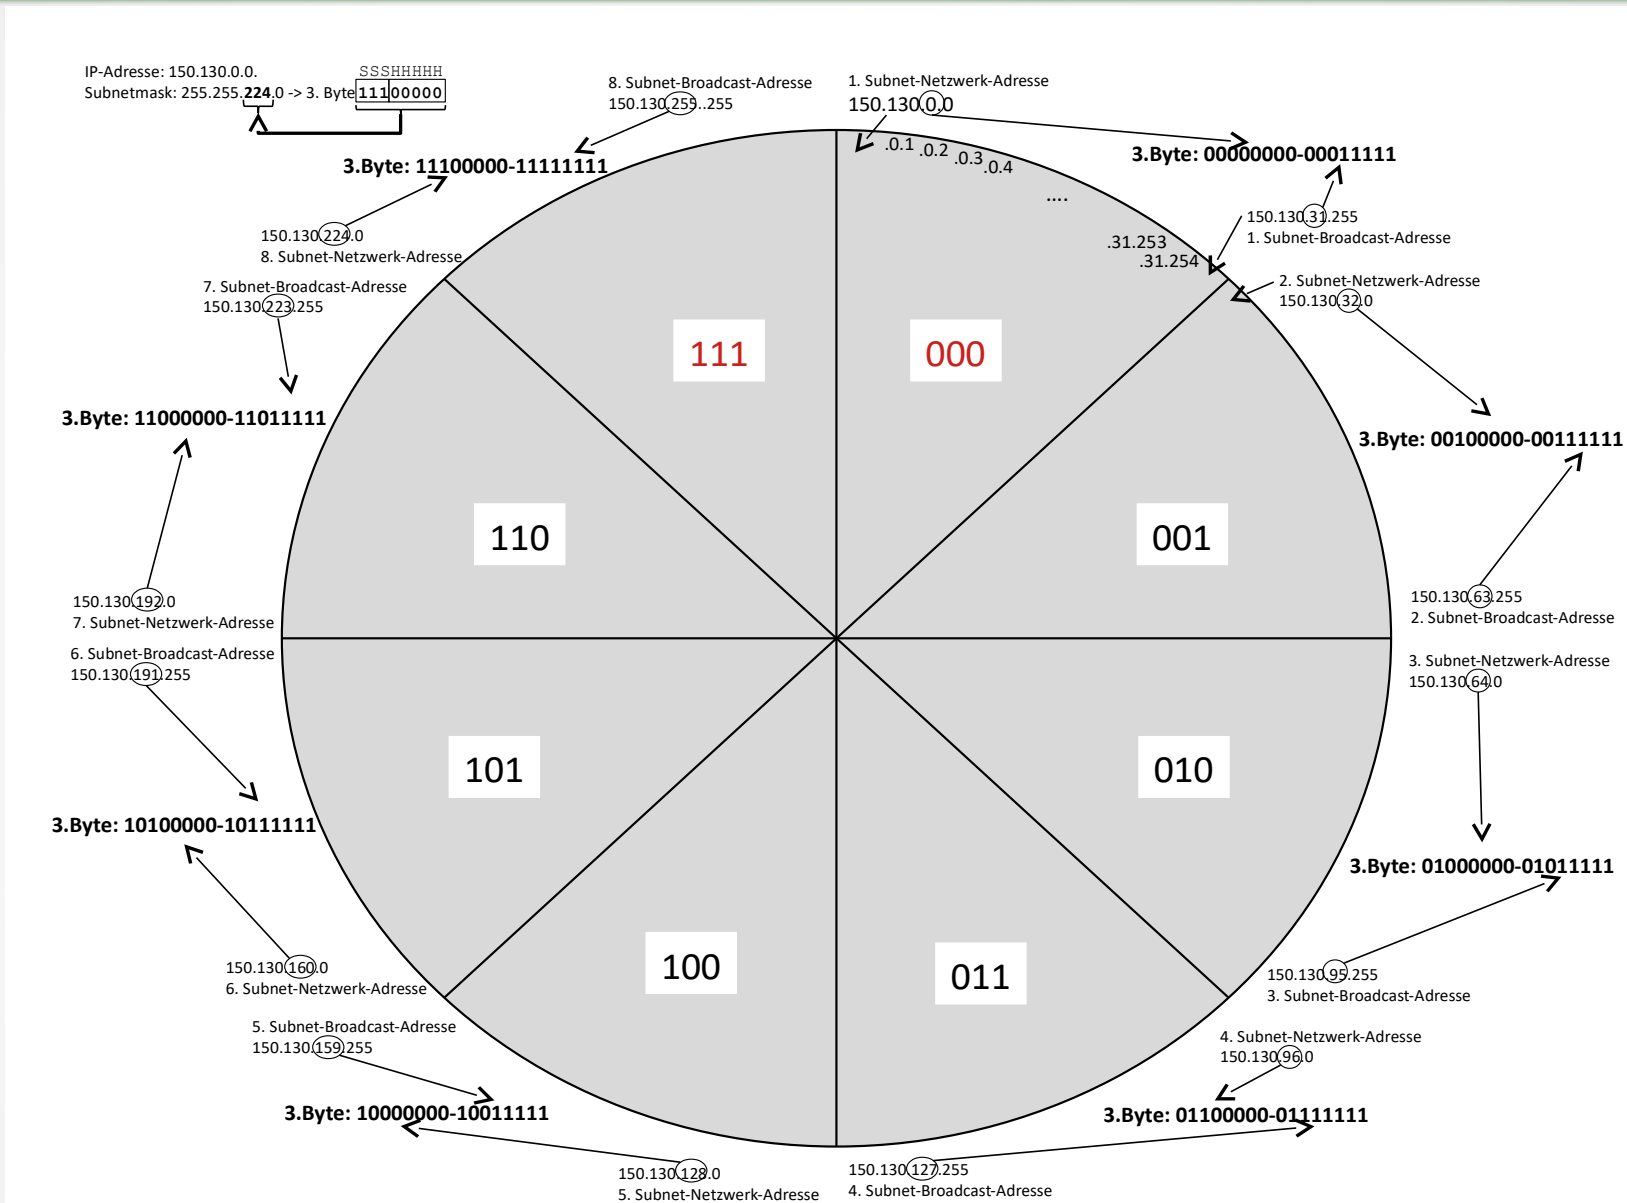 IP-Adresse: 150.130.0.0.
SSSHHHHH
Subnetmask: 255.255.224.0 -> 3. Byte 11100000
8. Subnet-Broadcast-Adresse
150.130.255..255
1. Subnet-Netzwerk-Adresse
150.130.0.0
3.Byte: 11100000-11111111
.0.1
.0.2
.0.3
.0.4
....
.31.253
.31.254
3.Byte: 00000000-00011111
150.130.31.255
1. Subnet-Broadcast-Adresse
150.130.224.0
8. Subnet-Netzwerk-Adresse
7. Subnet-Broadcast-Adresse
150.130.223.255
2. Subnet-Netzwerk-Adresse
150.130.32.0
111
000
3.Byte: 11000000-11011111
3.Byte: 00100000-00111111
110
001
150.130.192.0
7. Subnet-Netzwerk-Adresse
150.130.63.255
2. Subnet-Broadcast-Adresse
6. Subnet-Broadcast-Adresse
150.130.191.255
3. Subnet-Netzwerk-Adresse
150.130.64.0
101
010
3.Byte: 10100000-10111111
3.Byte: 01000000-01011111
100
011
150.130.160.0
6. Subnet-Netzwerk-Adresse
150.130.95.255
3. Subnet-Broadcast-Adresse
5. Subnet-Broadcast-Adresse
150.130.159.255
4. Subnet-Netzwerk-Adresse
150.130.96.0
3.Byte: 10000000-10011111
3.Byte: 01100000-01111111
150.130.128.0
5. Subnet-Netzwerk-Adresse
150.130.127.255
4. Subnet-Broadcast-Adresse